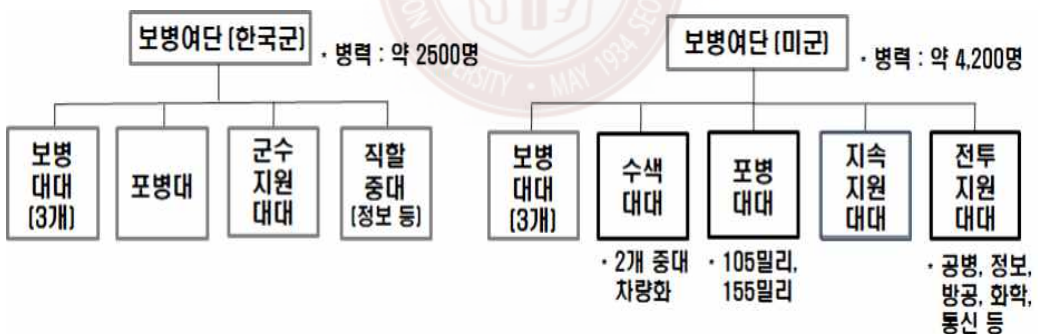 보병여단 (한국군)
· 병력 : 약 2500명
보병
대대
(3개)
포병대
군수
지원
대대
직할
중대
(정보 등)
보병여단 (미군)
· 병력 : 약 4,200명
보병
대대
(3개)
수색
대대
· 2개 중대
차량화
포병
대대
· 105밀리,
155밀리
지속
지원
대대
전투
지원
대대
· 공병, 정보,
방공, 화학,
통신 등
UNIVERSITY · MAY 1934